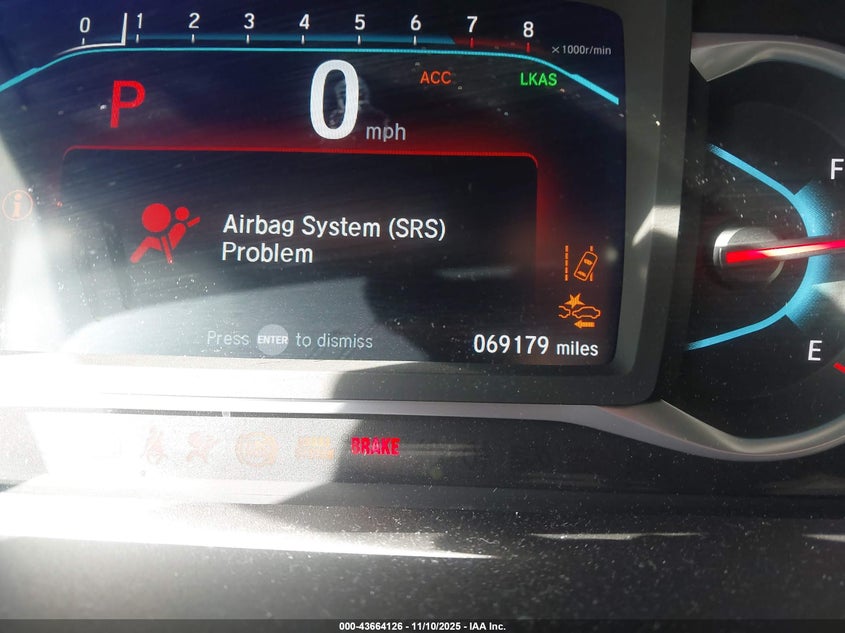 0 1 2 3 4 5 6 7 8
×1000r/min
P
0 mph
ACC
LKAS
Airbag System (SRS)
Problem
Press ENTER to dismiss
069179 miles
F
E
BRAKE
000-43664126 - 11/10/2025 - IAA Inc.